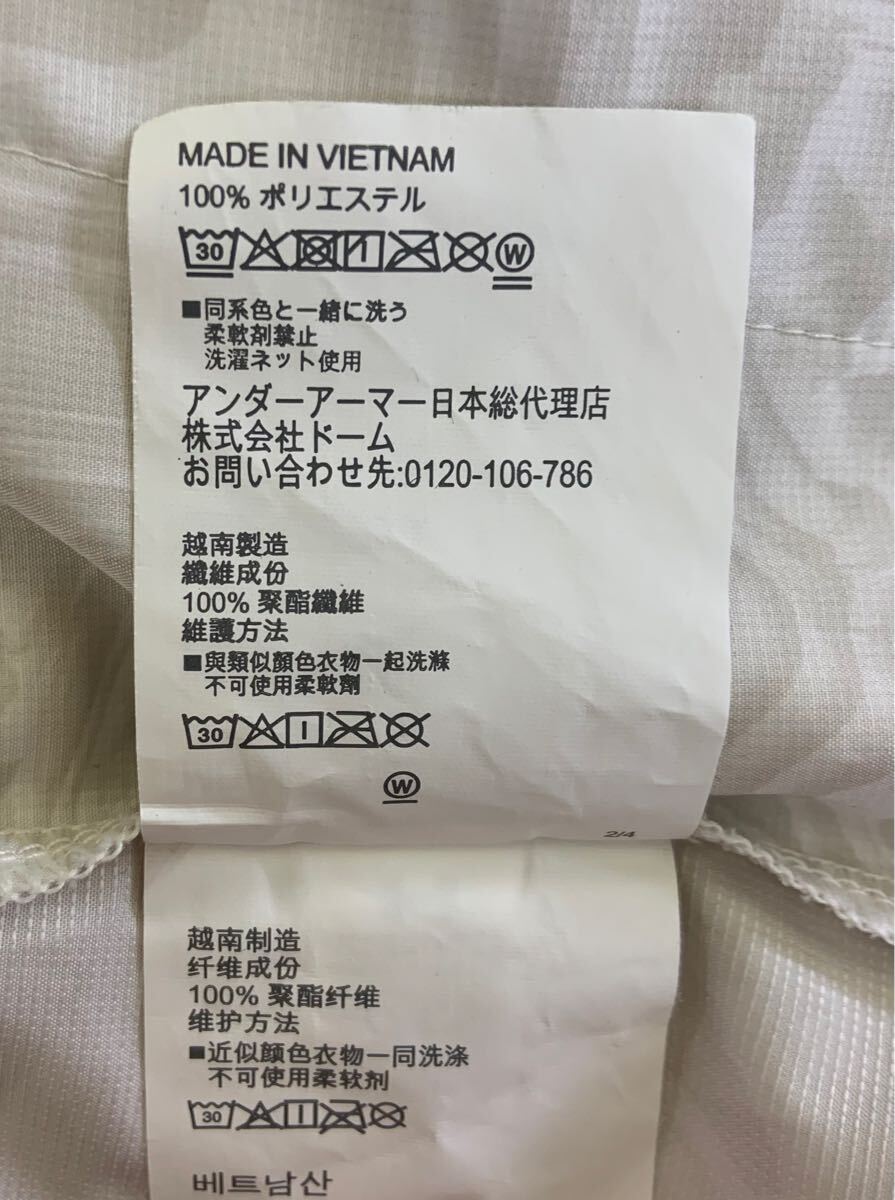 MADE IN VIETNAM
100% ポリエステル
30 W
■同系色と一緒に洗う
柔軟剤禁止
洗濯ネット使用
アンダーアーマー日本総代理店
株式会社ドーム
お問い合わせ先:0120-106-786
越南製造
纖維成份
100% 聚酯纖維
維護方法
■與類似顏色衣物一起洗滌
不可使用柔軟劑
30
W
2/4
越南制造
纤维成份
100% 聚酯纤维
维护方法
■近似颜色衣物一同洗涤
不可使用柔软剂
30
베트남산